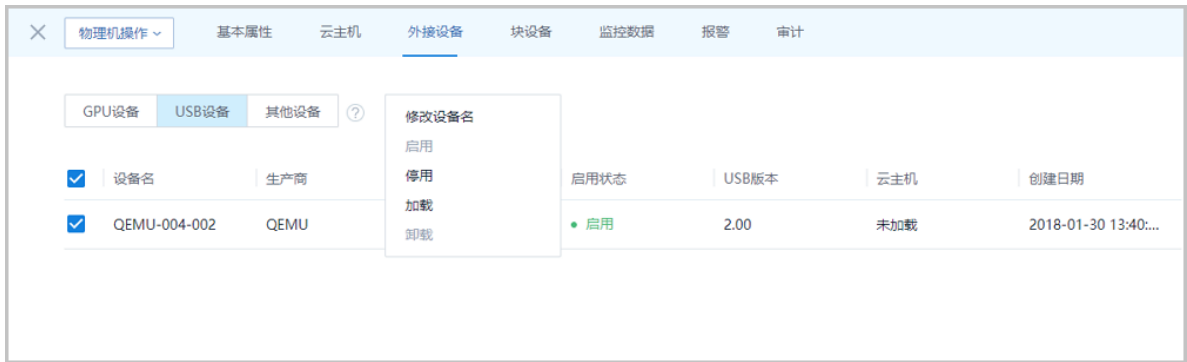 物理机操作 基本属性 云主机 外接设备 块设备 监控数据 报警 审计
GPU设备 USB设备 其他设备 ?
修改设备名
启用
停用
加载
卸载
设备名 生产商 启用状态 USB版本 云主机 创建日期
QEMU-004-002 QEMU 启用 2.00 未加载 2018-01-30 13:40:...